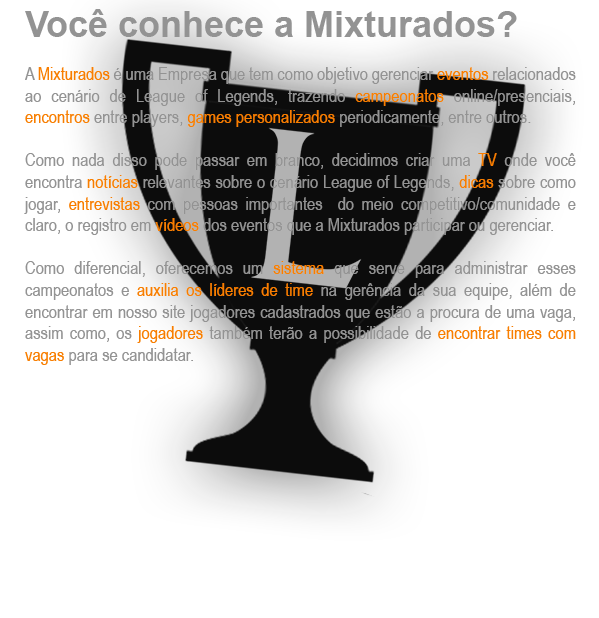 Você conhece a Mixturados?
A Mixturados é uma Empresa que tem como objetivo gerenciar eventos relacionados
ao cenário de League of Legends, trazendo campeonatos online/presenciais,
encontros entre players, games personalizados periodicamente, entre outros.
Como nada disso pode passar em branco, decidimos criar uma TV onde você
encontra notícias relevantes sobre o cenário League of Legends, dicas sobre como
jogar, entrevistas com pessoas importantes do meio competitivo/comunidade e
claro, o registro em vídeos dos eventos que a Mixturados participar ou gerenciar.
Como diferencial, oferecemos um sistema que serve para administrar esses
campeonatos e auxilia os líderes de time na gerência da sua equipe, além de
encontrar em nosso site jogadores cadastrados que estão a procura de uma vaga,
assim como, os jogadores também terão a possibilidade de encontrar times com
vagas para se candidatar.
L